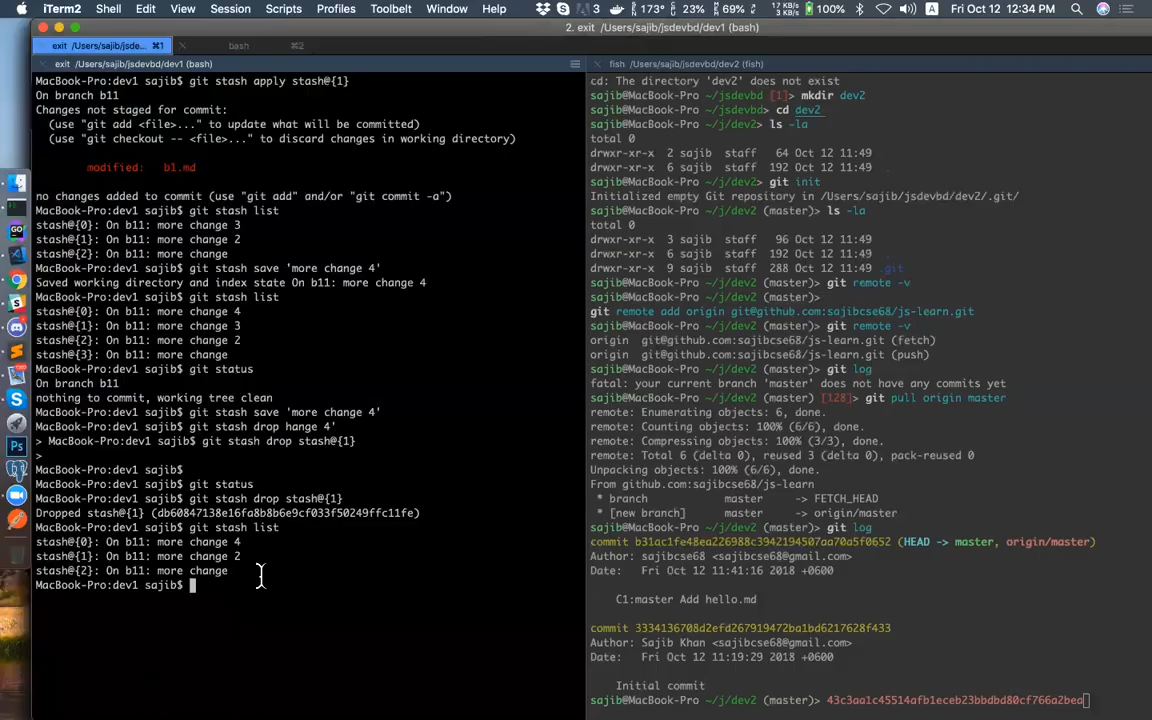 iTerm2 Shell Edit View Session Scripts Profiles Toolbelt Window Help 3 173° 23% 69% 17 KB/s 3 KB/s 100% A Fri Oct 12 12:34 PM
2. exit /Users/sajib/jsdevbd/dev1 (bash)
exit /Users/sajib/jsde... ⌘1 bash ⌘2
exit /Users/sajib/jsdevbd/dev1 (bash)
MacBook-Pro:dev1 sajib$ git stash apply stash@{1}
On branch b11
Changes not staged for commit:
(use "git add <file>..." to update what will be committed)
(use "git checkout -- <file>..." to discard changes in working directory)
modified: b1.md
no changes added to commit (use "git add" and/or "git commit -a")
MacBook-Pro:dev1 sajib$ git stash list
stash@{0}: On b11: more change 3
stash@{1}: On b11: more change 2
stash@{2}: On b11: more change
MacBook-Pro:dev1 sajib$ git stash save 'more change 4'
Saved working directory and index state On b11: more change 4
MacBook-Pro:dev1 sajib$ git stash list
stash@{0}: On b11: more change 4
stash@{1}: On b11: more change 3
stash@{2}: On b11: more change 2
stash@{3}: On b11: more change
MacBook-Pro:dev1 sajib$ git status
On branch b11
nothing to commit, working tree clean
MacBook-Pro:dev1 sajib$ git stash save 'more change 4'
MacBook-Pro:dev1 sajib$ git stash drop hange 4'
> MacBook-Pro:dev1 sajib$ git stash drop stash@{1}
>
MacBook-Pro:dev1 sajib$
MacBook-Pro:dev1 sajib$ git status
MacBook-Pro:dev1 sajib$ git stash drop stash@{1}
Dropped stash@{1} (db60847138e16fa8b8b6e9cf033f50249ffc11fe)
MacBook-Pro:dev1 sajib$ git stash list
stash@{0}: On b11: more change 4
stash@{1}: On b11: more change 2
stash@{2}: On b11: more change
MacBook-Pro:dev1 sajib$
fish /Users/sajib/jsdevbd/dev2 (fish)
cd: The directory 'dev2' does not exist
sajib@MacBook-Pro ~/jsdevbd [1]> mkdir dev2
sajib@MacBook-Pro ~/jsdevbd> cd dev2
sajib@MacBook-Pro ~/j/dev2> ls -la
total 0
drwxr-xr-x 2 sajib staff 64 Oct 12 11:49
drwxr-xr-x 6 sajib staff 192 Oct 12 11:49
sajib@MacBook-Pro ~/j/dev2> git init
Initialized empty Git repository in /Users/sajib/jsdevbd/dev2/.git/
sajib@MacBook-Pro ~/j/dev2 (master)> ls -la
total 0
drwxr-xr-x 3 sajib staff 96 Oct 12 11:49
drwxr-xr-x 6 sajib staff 192 Oct 12 11:49
drwxr-xr-x 9 sajib staff 288 Oct 12 11:49 .git
sajib@MacBook-Pro ~/j/dev2 (master)> git remote -v
sajib@MacBook-Pro ~/j/dev2 (master)>
git remote add origin git@github.com:sajibcse68/js-learn.git
sajib@MacBook-Pro ~/j/dev2 (master)> git remote -v
origin git@github.com:sajibcse68/js-learn.git (fetch)
origin git@github.com:sajibcse68/js-learn.git (push)
sajib@MacBook-Pro ~/j/dev2 (master)> git log
fatal: your current branch 'master' does not have any commits yet
sajib@MacBook-Pro ~/j/dev2 (master) [128]> git pull origin master
remote: Enumerating objects: 6, done.
remote: Counting objects: 100% (6/6), done.
remote: Compressing objects: 100% (3/3), done.
remote: Total 6 (delta 0), reused 3 (delta 0), pack-reused 0
Unpacking objects: 100% (6/6), done.
From github.com:sajibcse68/js-learn
* branch master -> FETCH_HEAD
* [new branch] master -> origin/master
sajib@MacBook-Pro ~/j/dev2 (master)> git log
commit b31ac1fe48ea226988c3942194507aa70a5f0652 (HEAD -> master, origin/master)
Author: sajibcse68 <sajibcse68@gmail.com>
Date: Fri Oct 12 11:41:16 2018 +0600
C1:master Add hello.md
commit 3334136708d2efd267919472ba1bd6217628f433
Author: Sajib Khan <sajibcse68@gmail.com>
Date: Fri Oct 12 11:19:29 2018 +0600
Initial commit
sajib@MacBook-Pro ~/j/dev2 (master)> 43c3aa1c45514afb1eceb23bbdbd80cf766a2bea